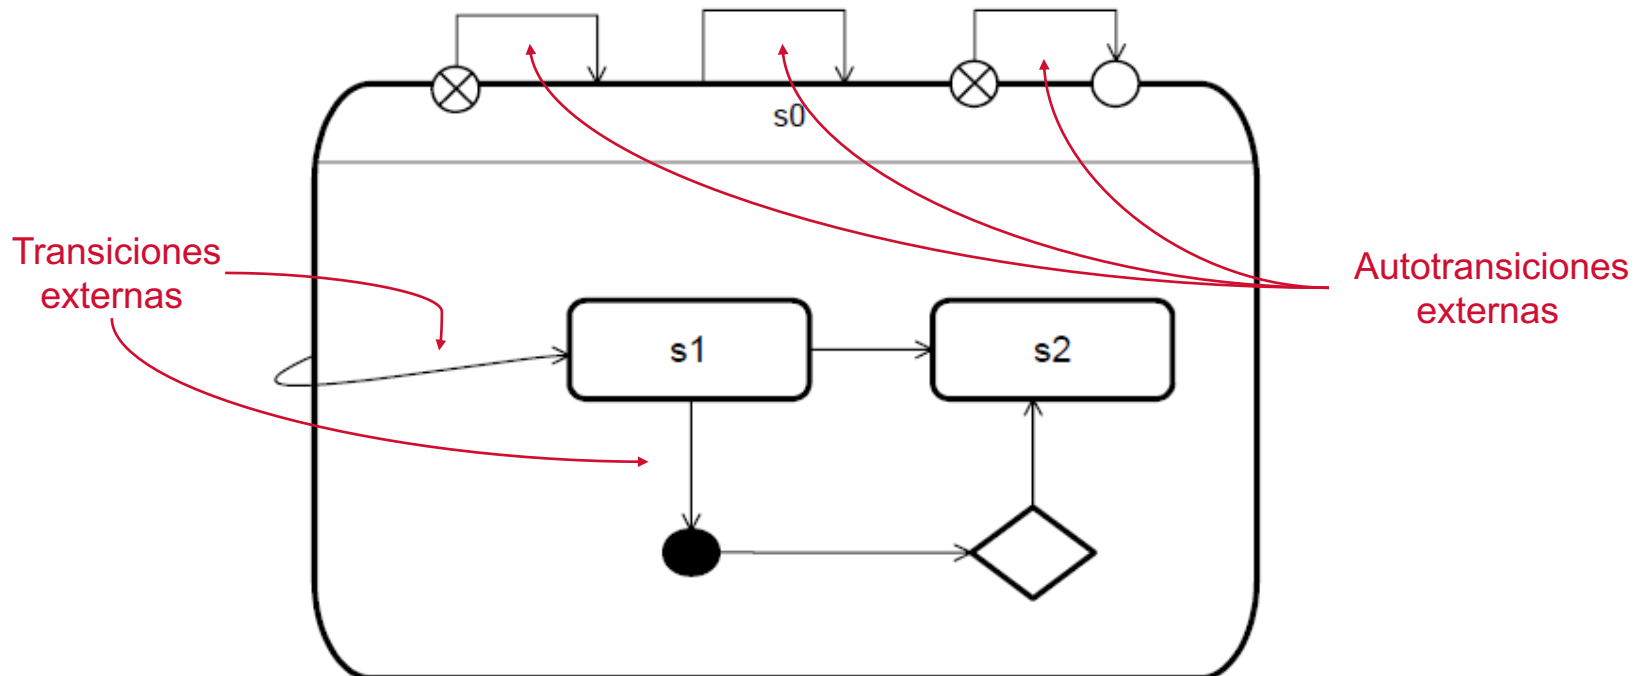 s0
Transiciones
externas
Autotransiciones
externas
s1
s2